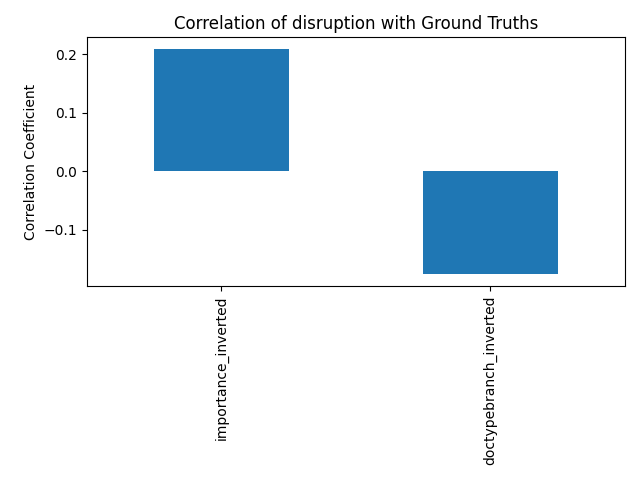 Correlation of disruption with Ground Truths
Correlation Coefficient
0.2
0.1
0.0
−0.1
importance_inverted
doctypebranch_inverted